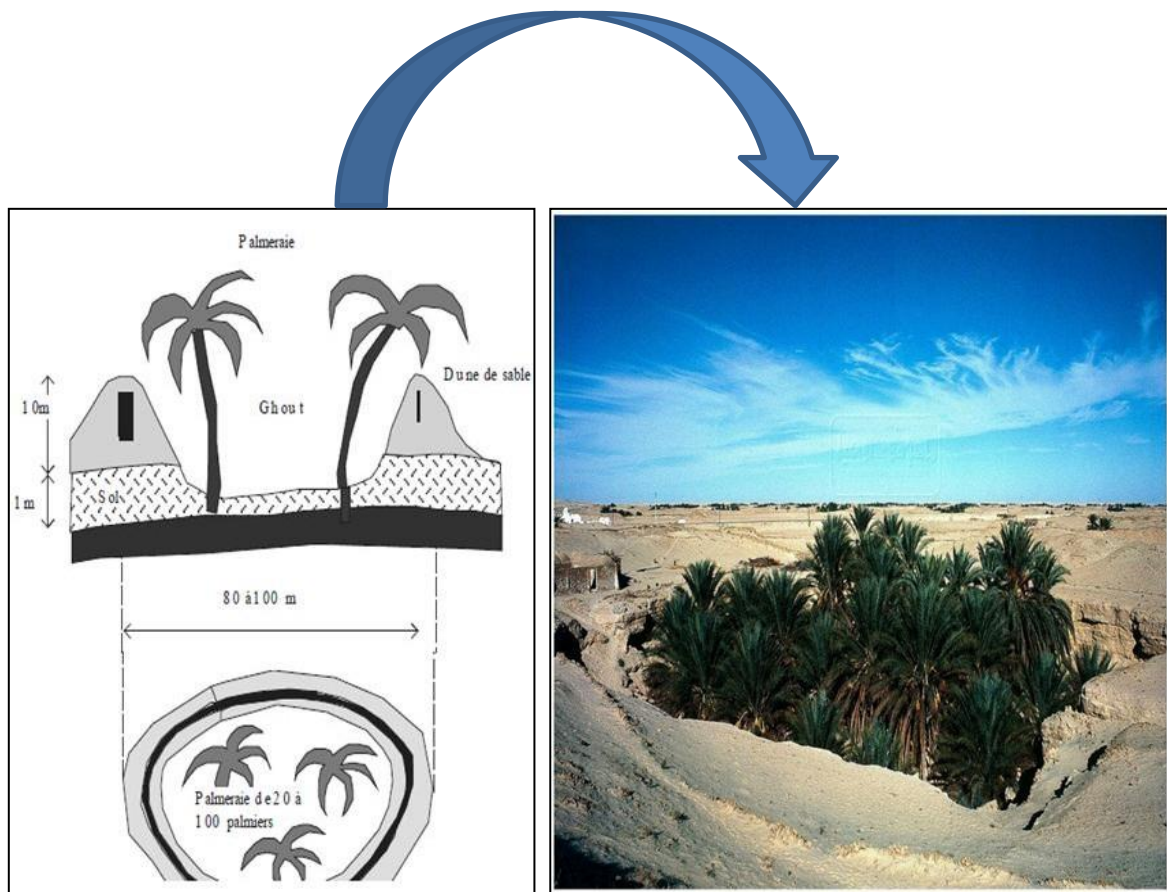 Palmeraie
Dune de sable
10m
Ghout
1m
Sol
80 à 100 m
Palmeraie de 20 à
100 palmiers